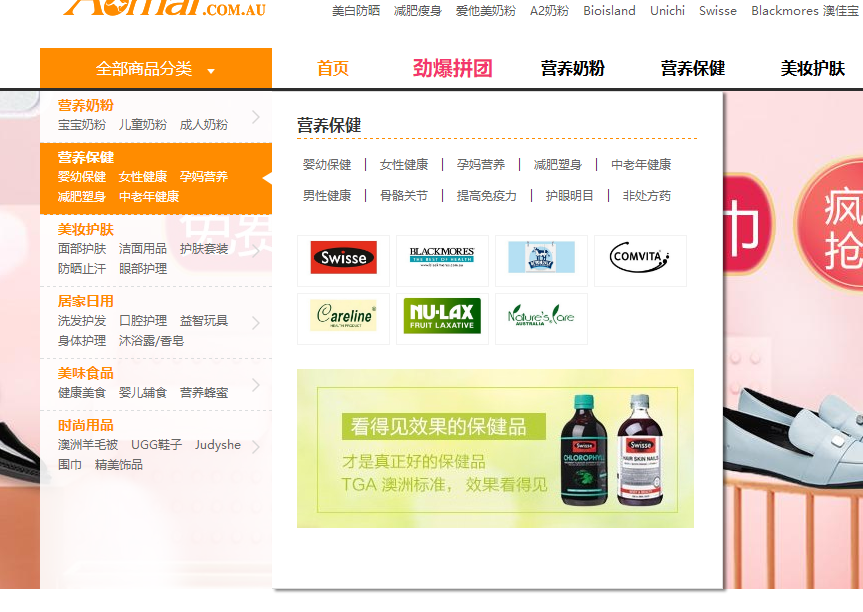 Aomai.COM.AU
美白防晒 减肥瘦身 爱他美奶粉 A2奶粉 Bioisland Unichi Swisse Blackmores 澳佳宝
全部商品分类 首页 劲爆拼团 营养奶粉 营养保健 美妆护肤
营养奶粉
宝宝奶粉 儿童奶粉 成人奶粉
营养保健
婴幼保健 女性健康 孕妈营养
减肥塑身 中老年健康
美妆护肤
面部护肤 洁面用品 护肤套装
防晒止汗 眼部护理
居家日用
洗发护发 口腔护理 益智玩具
身体护理 沐浴露/香皂
美味食品
健康美食 婴儿辅食 营养蜂蜜
时尚用品
澳洲羊毛被 UGG鞋子 Judyshe
围巾 精美饰品
营养保健
婴幼保健 女性健康 孕妈营养 减肥塑身 中老年健康
男性健康 骨骼关节 提高免疫力 护眼明目 非处方药
Swisse BLACKMORES COMVITA
THE BEST OF HEALTH
Careline NU-LAX Nature's Care
HEALTH PRODUCT FRUIT LAXATIVE AUSTRALIA
看得见效果的保健品
才是真正好的保健品
TGA 澳洲标准， 效果看得见
Swisse
CHLOROPHYLL
Swisse
HAIR SKIN NAILS
免费
巾
疯
抢